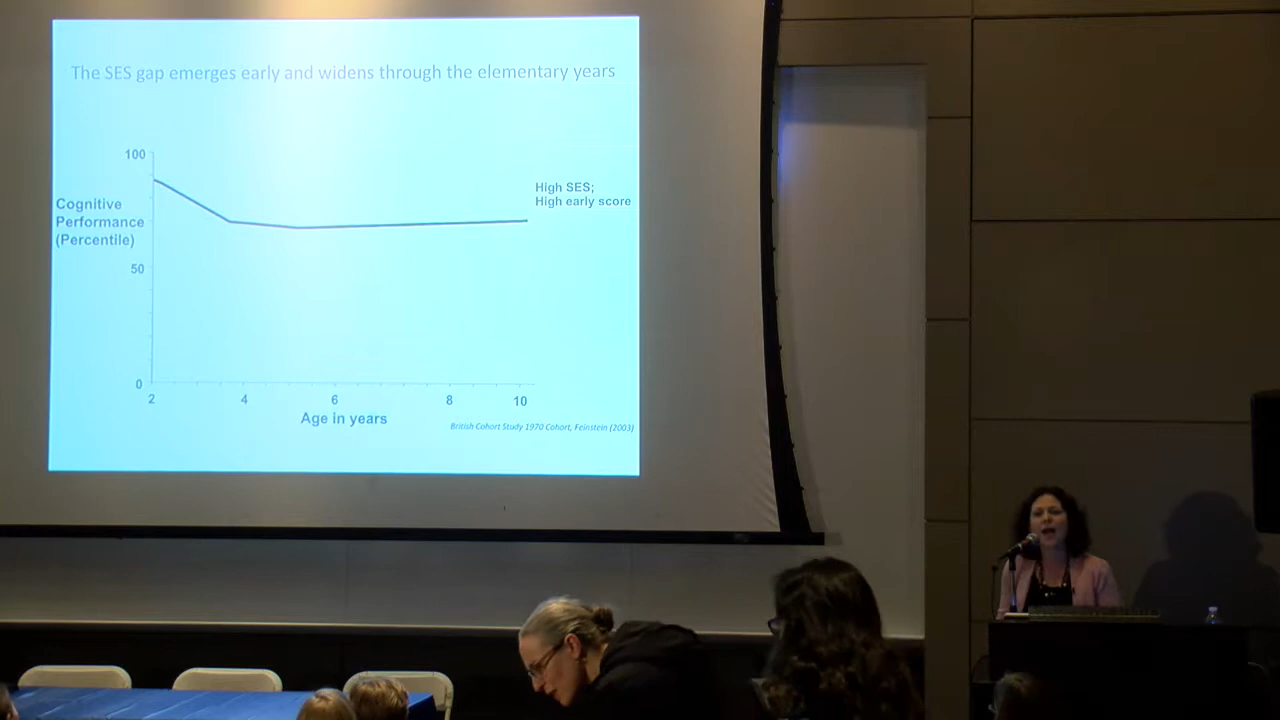 The SES gap emerges early and widens through the elementary years
100
High SES;
High early score
Cognitive
Performance
(Percentile)
50
0
2 4 6 8 10
Age in years
British Cohort Study 1970 Cohort, Feinstein (2003)